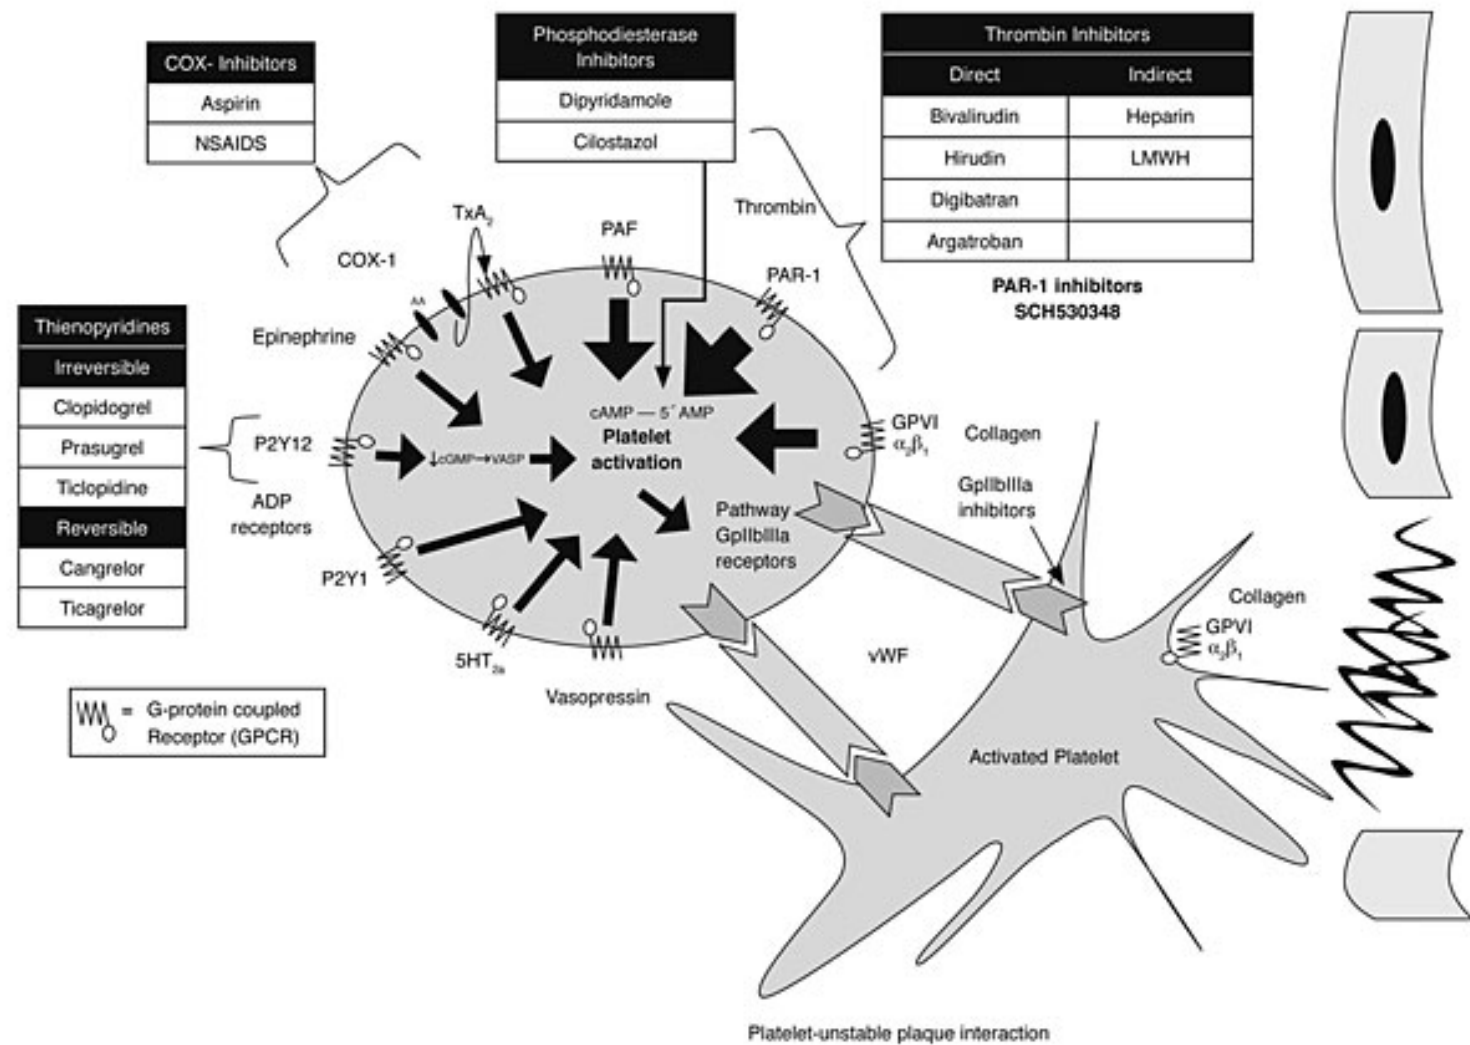 COX- Inhibitors
Aspirin
NSAIDS
Phosphodiesterase
Inhibitors
Dipyridamole
Cilostazol
Thrombin Inhibitors
Direct Indirect
Bivalirudin Heparin
Hirudin LMWH
Digibatran
Argatroban
PAR-1 inhibitors
SCH530348
Thrombin
TxA2
PAF
COX-1
PAR-1
AA
Epinephrine
Thienopyridines
Irreversible
Clopidogrel
Prasugrel
Ticlopidine
Reversible
Cangrelor
Ticagrelor
P2Y12
ADP
receptors
P2Y1
5HT2a
Vasopressin
↓cGMP→VASP
cAMP — 5´ AMP
Platelet
activation
Pathway
GpIIbIIIa
receptors
GPVI
α2β1
Collagen
GpIIbIIIa
inhibitors
Collagen
GPVI
α2β1
vWF
Activated Platelet
= G-protein coupled
Receptor (GPCR)
Platelet-unstable plaque interaction